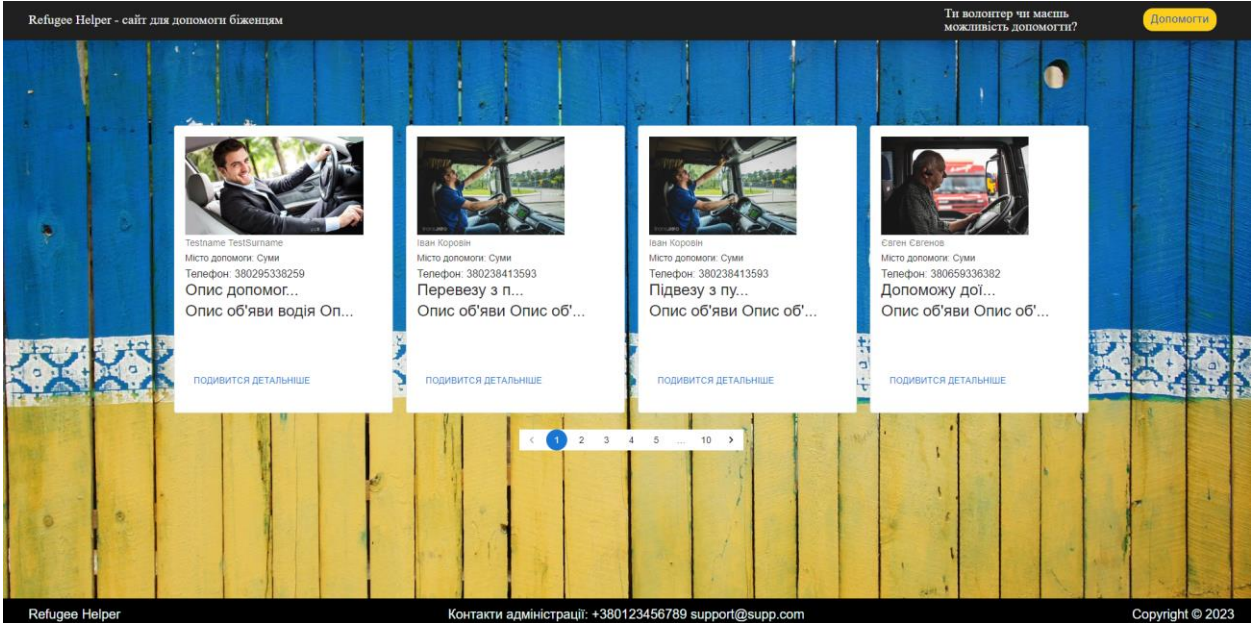 Refugee Helper - сайт для допомоги біженцям
Ти волонтер чи маєшь
можливість допомогти?
Допомогти
Testname TestSurname
Місто допомоги: Суми
Телефон: 380295338259
Опис допомог...
Опис об'яви водія Оп...
ПОДИВИТСЯ ДЕТАЛЬНІШЕ
Іван Коровін
Місто допомоги: Суми
Телефон: 380238413593
Перевезу з п...
Опис об'яви Опис об'...
ПОДИВИТСЯ ДЕТАЛЬНІШЕ
Іван Коровін
Місто допомоги: Суми
Телефон: 380238413593
Підвезу з пу...
Опис об'яви Опис об'...
ПОДИВИТСЯ ДЕТАЛЬНІШЕ
Євген Євгенов
Місто допомоги: Суми
Телефон: 380659336382
Допоможу дої...
Опис об'яви Опис об'...
ПОДИВИТСЯ ДЕТАЛЬНІШЕ
‹ 1 2 3 4 5 ... 10 ›
Refugee Helper
Контакти адміністрації: +380123456789 support@supp.com
Copyright © 2023